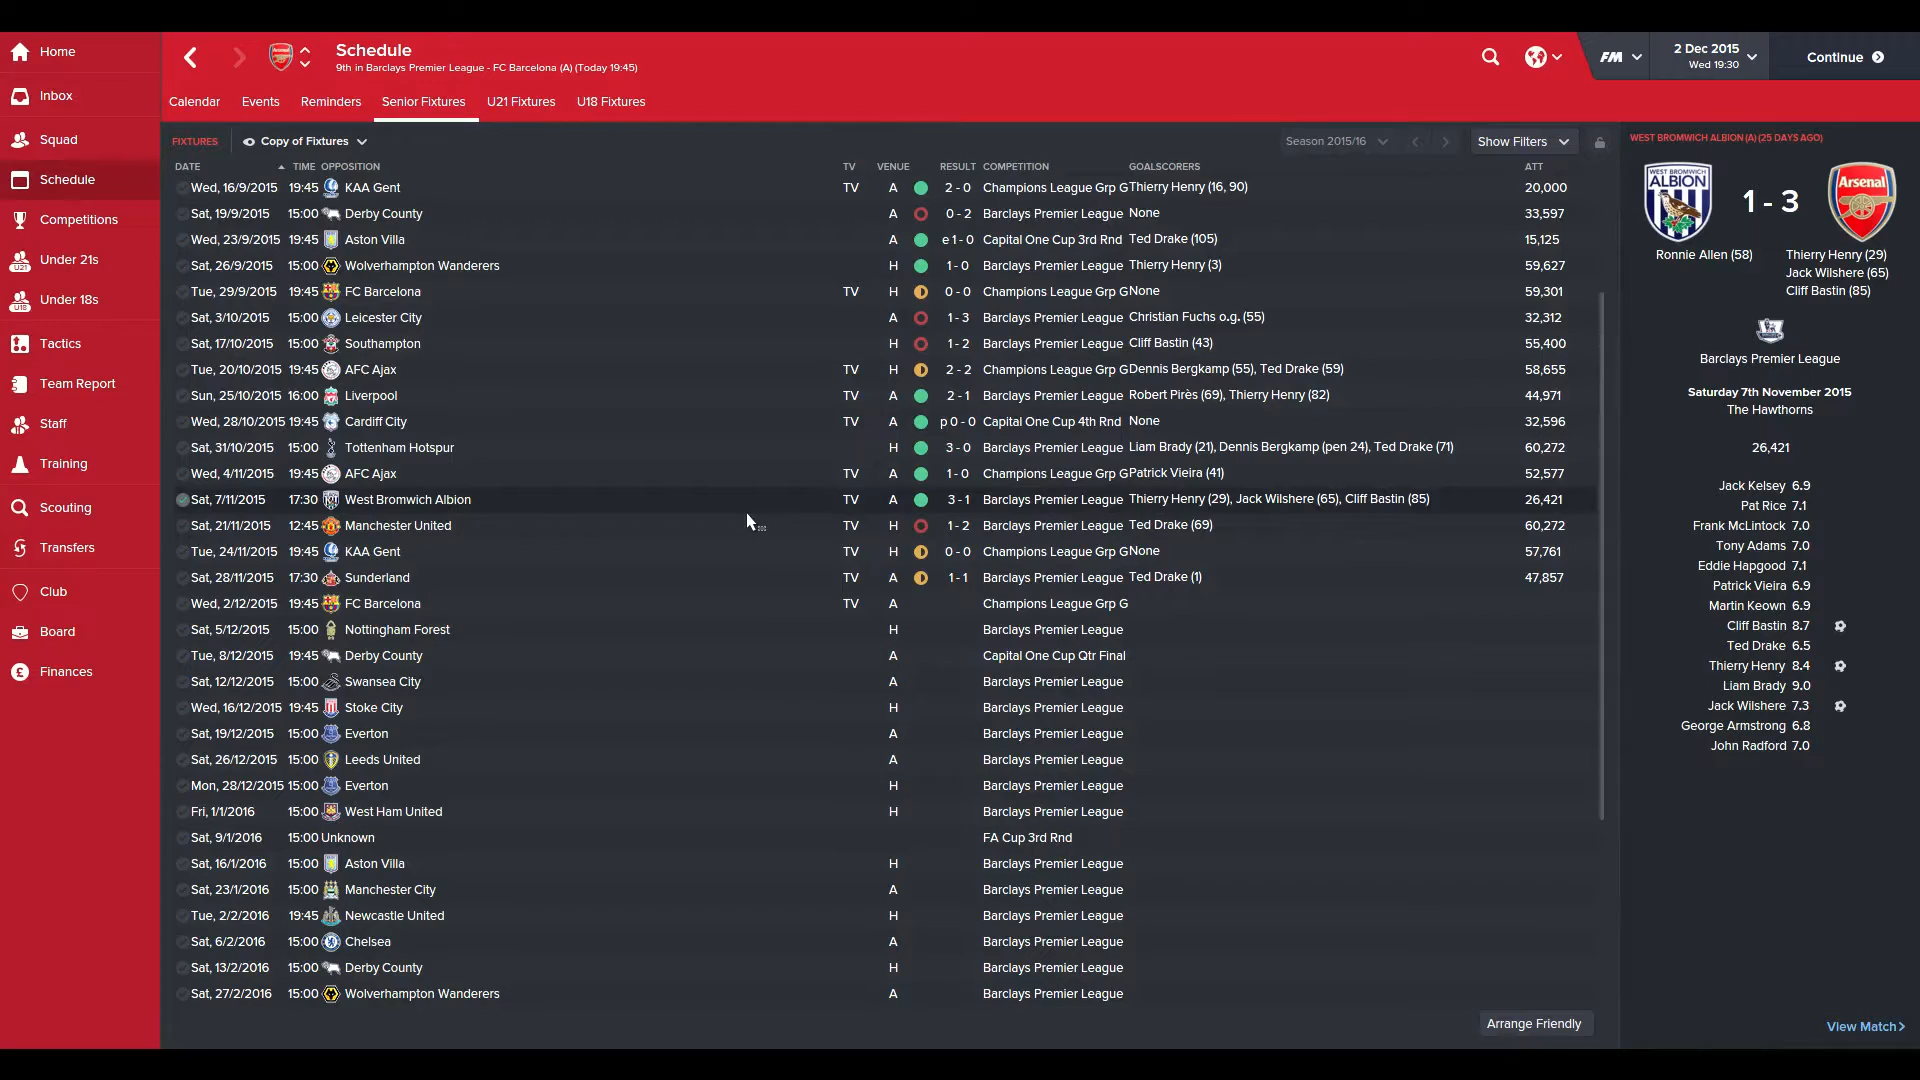 Home
Inbox
Squad
Schedule
Competitions
Under 21s
Under 18s
Tactics
Team Report
Staff
Training
Scouting
Transfers
Club
Board
Finances
Schedule
9th in Barclays Premier League - FC Barcelona (A) (Today 19:45)
FM
2 Dec 2015
Wed 19:30
Continue
Calendar Events Reminders Senior Fixtures U21 Fixtures U18 Fixtures
FIXTURES Copy of Fixtures Season 2015/16 Show Filters
DATE TIME OPPOSITION TV VENUE RESULT COMPETITION GOALSCORERS ATT
Wed, 16/9/2015 19:45 KAA Gent TV A 2 - 0 Champions League Grp G Thierry Henry (16, 90) 20,000
Sat, 19/9/2015 15:00 Derby County A 0 - 2 Barclays Premier League None 33,597
Wed, 23/9/2015 19:45 Aston Villa A e 1 - 0 Capital One Cup 3rd Rnd Ted Drake (105) 15,125
Sat, 26/9/2015 15:00 Wolverhampton Wanderers H 1 - 0 Barclays Premier League Thierry Henry (3) 59,627
Tue, 29/9/2015 19:45 FC Barcelona TV H 0 - 0 Champions League Grp G None 59,301
Sat, 3/10/2015 15:00 Leicester City A 1 - 3 Barclays Premier League Christian Fuchs o.g. (55) 32,312
Sat, 17/10/2015 15:00 Southampton H 1 - 2 Barclays Premier League Cliff Bastin (43) 55,400
Tue, 20/10/2015 19:45 AFC Ajax TV H 2 - 2 Champions League Grp G Dennis Bergkamp (55), Ted Drake (59) 58,655
Sun, 25/10/2015 16:00 Liverpool TV A 2 - 1 Barclays Premier League Robert Pirès (69), Thierry Henry (82) 44,971
Wed, 28/10/2015 19:45 Cardiff City TV A p 0 - 0 Capital One Cup 4th Rnd None 32,596
Sat, 31/10/2015 15:00 Tottenham Hotspur H 3 - 0 Barclays Premier League Liam Brady (21), Dennis Bergkamp (pen 24), Ted Drake (71) 60,272
Wed, 4/11/2015 19:45 AFC Ajax TV A 1 - 0 Champions League Grp G Patrick Vieira (41) 52,577
Sat, 7/11/2015 17:30 West Bromwich Albion TV A 3 - 1 Barclays Premier League Thierry Henry (29), Jack Wilshere (65), Cliff Bastin (85) 26,421
Sat, 21/11/2015 12:45 Manchester United TV H 1 - 2 Barclays Premier League Ted Drake (69) 60,272
Tue, 24/11/2015 19:45 KAA Gent TV H 0 - 0 Champions League Grp G None 57,761
Sat, 28/11/2015 17:30 Sunderland TV A 1 - 1 Barclays Premier League Ted Drake (1) 47,857
Wed, 2/12/2015 19:45 FC Barcelona TV A Champions League Grp G
Sat, 5/12/2015 15:00 Nottingham Forest H Barclays Premier League
Tue, 8/12/2015 19:45 Derby County A Capital One Cup Qtr Final
Sat, 12/12/2015 15:00 Swansea City A Barclays Premier League
Wed, 16/12/2015 19:45 Stoke City H Barclays Premier League
Sat, 19/12/2015 15:00 Everton A Barclays Premier League
Sat, 26/12/2015 15:00 Leeds United A Barclays Premier League
Mon, 28/12/2015 15:00 Everton H Barclays Premier League
Fri, 1/1/2016 15:00 West Ham United H Barclays Premier League
Sat, 9/1/2016 15:00 Unknown FA Cup 3rd Rnd
Sat, 16/1/2016 15:00 Aston Villa H Barclays Premier League
Sat, 23/1/2016 15:00 Manchester City A Barclays Premier League
Tue, 2/2/2016 19:45 Newcastle United H Barclays Premier League
Sat, 6/2/2016 15:00 Chelsea A Barclays Premier League
Sat, 13/2/2016 15:00 Derby County H Barclays Premier League
Sat, 27/2/2016 15:00 Wolverhampton Wanderers A Barclays Premier League
Arrange Friendly
WEST BROMWICH ALBION (A) (25 DAYS AGO)
WEST BROMWICH
ALBION
1 - 3
Arsenal
Ronnie Allen (58) Thierry Henry (29)
Jack Wilshere (65)
Cliff Bastin (85)
Barclays Premier League
Saturday 7th November 2015
The Hawthorns
26,421
Jack Kelsey 6.9
Pat Rice 7.1
Frank McLintock 7.0
Tony Adams 7.0
Eddie Hapgood 7.1
Patrick Vieira 6.9
Martin Keown 6.9
Cliff Bastin 8.7
Ted Drake 6.5
Thierry Henry 8.4
Liam Brady 9.0
Jack Wilshere 7.3
George Armstrong 6.8
John Radford 7.0
View Match